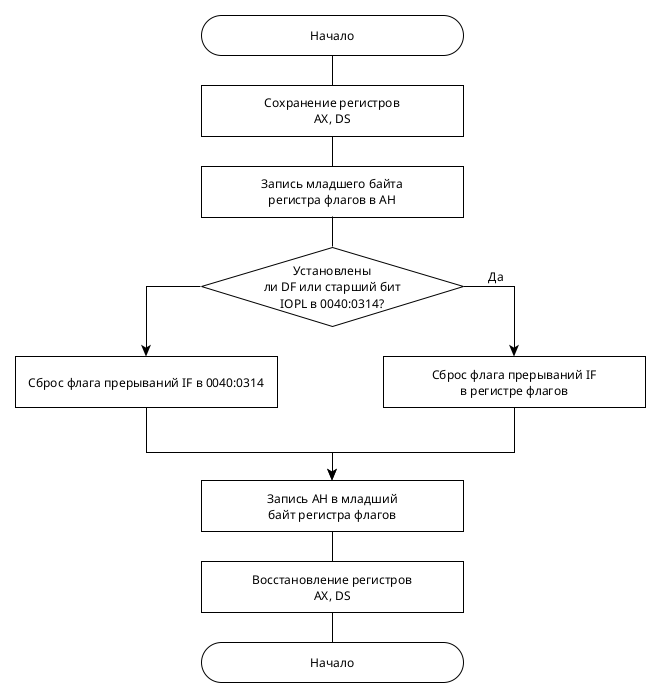 Начало
Сохранение регистров
AX, DS
Запись младшего байта
регистра флагов в AH
Установлены
ли DF или старший бит
IOPL в 0040:0314?
Да
Сброс флага прерываний IF в 0040:0314
Сброс флага прерываний IF
в регистре флагов
Запись AH в младший
байт регистра флагов
Восстановление регистров
AX, DS
Начало